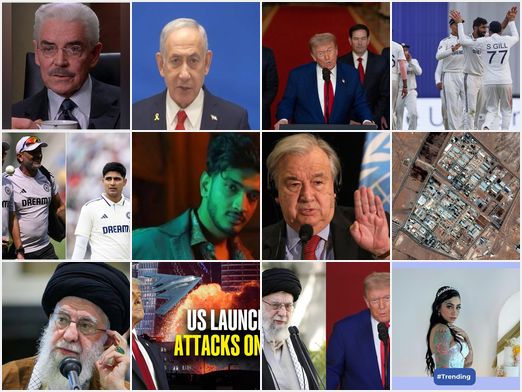 S. GILL
77
DREAM
DREAM
US LAUNC
ATTACKS ON
#Trending